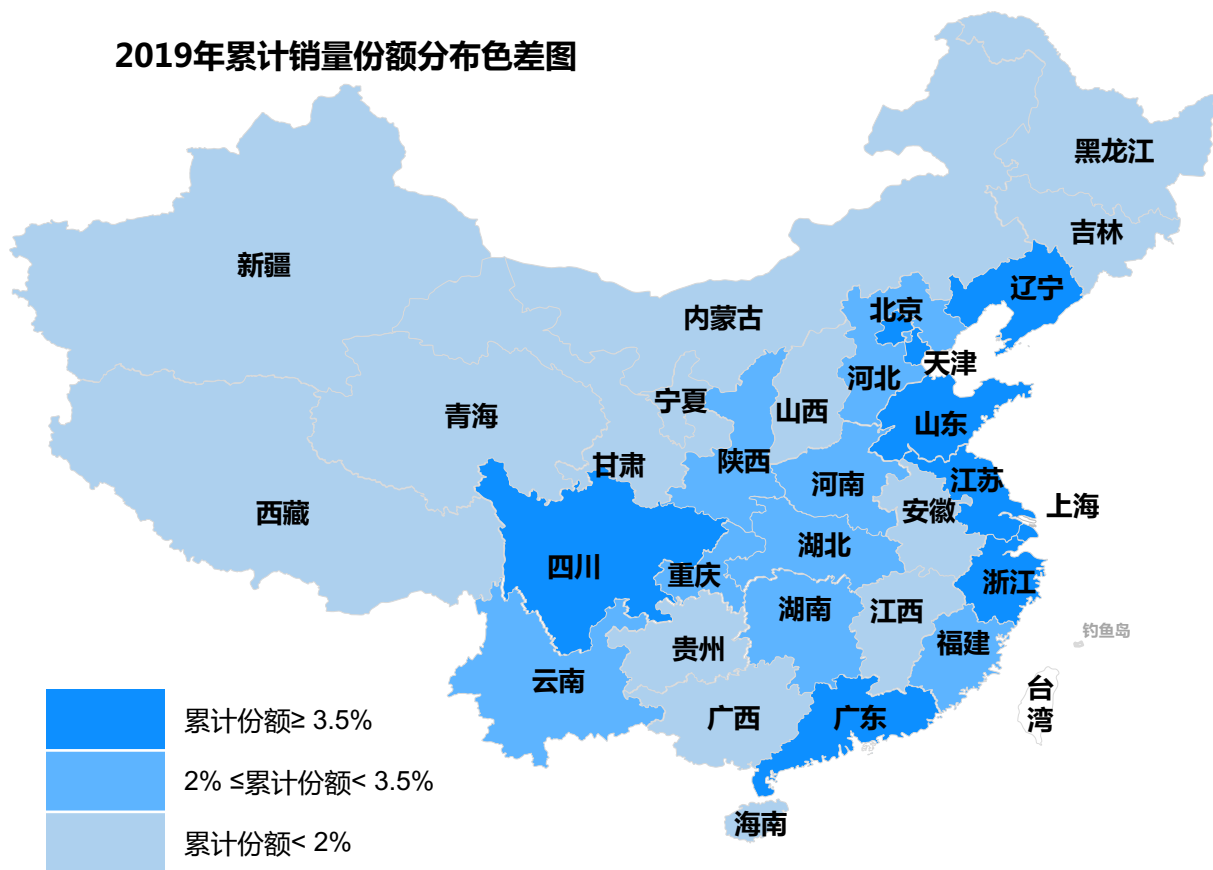 2019年累计销量份额分布色差图
黑龙江
吉林
新疆
辽宁
北京
内蒙古
天津
河北
宁夏
山西
青海
山东
陕西
甘肃
河南
江苏
上海
安徽
西藏
湖北
四川
重庆
浙江
湖南
江西
钓鱼岛
福建
贵州
云南
台
湾
广西
广东
累计份额≥ 3.5%
2% ≤累计份额< 3.5%
海南
累计份额< 2%